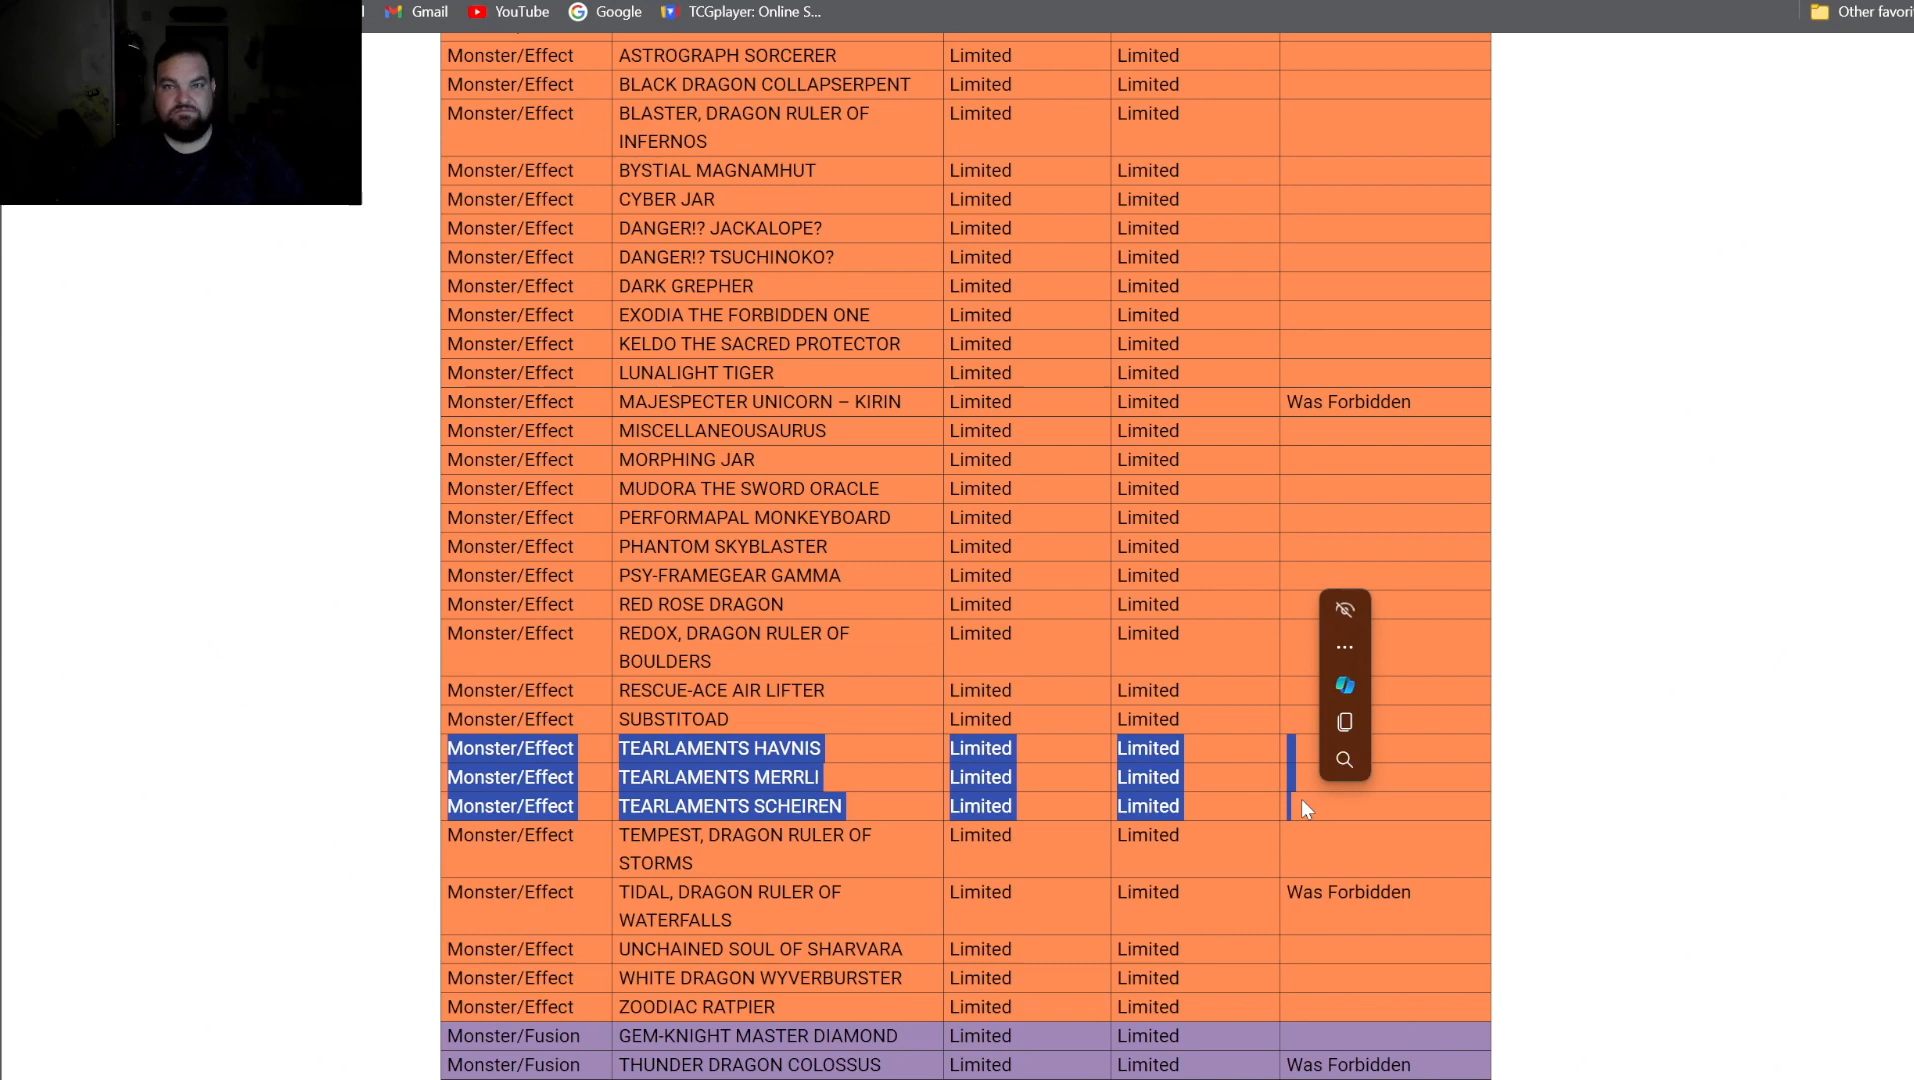 Gmail YouTube Google TCGplayer: Online S... Other favori
Monster/Effect ASTROGRAPH SORCERER Limited Limited
Monster/Effect BLACK DRAGON COLLAPSERPENT Limited Limited
Monster/Effect BLASTER, DRAGON RULER OF Limited Limited
INFERNOS
Monster/Effect BYSTIAL MAGNAMHUT Limited Limited
Monster/Effect CYBER JAR Limited Limited
Monster/Effect DANGER!? JACKALOPE? Limited Limited
Monster/Effect DANGER!? TSUCHINOKO? Limited Limited
Monster/Effect DARK GREPHER Limited Limited
Monster/Effect EXODIA THE FORBIDDEN ONE Limited Limited
Monster/Effect KELDO THE SACRED PROTECTOR Limited Limited
Monster/Effect LUNALIGHT TIGER Limited Limited
Monster/Effect MAJESPECTER UNICORN – KIRIN Limited Limited Was Forbidden
Monster/Effect MISCELLANEOUSAURUS Limited Limited
Monster/Effect MORPHING JAR Limited Limited
Monster/Effect MUDORA THE SWORD ORACLE Limited Limited
Monster/Effect PERFORMAPAL MONKEYBOARD Limited Limited
Monster/Effect PHANTOM SKYBLASTER Limited Limited
Monster/Effect PSY-FRAMEGEAR GAMMA Limited Limited
Monster/Effect RED ROSE DRAGON Limited Limited
Monster/Effect REDOX, DRAGON RULER OF Limited Limited
BOULDERS
Monster/Effect RESCUE-ACE AIR LIFTER Limited Limited
Monster/Effect SUBSTITOAD Limited Limited
Monster/Effect TEARLAMENTS HAVNIS Limited Limited
Monster/Effect TEARLAMENTS MERRLI Limited Limited
Monster/Effect TEARLAMENTS SCHEIREN Limited Limited
Monster/Effect TEMPEST, DRAGON RULER OF Limited Limited
STORMS
Monster/Effect TIDAL, DRAGON RULER OF Limited Limited Was Forbidden
WATERFALLS
Monster/Effect UNCHAINED SOUL OF SHARVARA Limited Limited
Monster/Effect WHITE DRAGON WYVERBURSTER Limited Limited
Monster/Effect ZOODIAC RATPIER Limited Limited
Monster/Fusion GEM-KNIGHT MASTER DIAMOND Limited Limited
Monster/Fusion THUNDER DRAGON COLOSSUS Limited Limited Was Forbidden